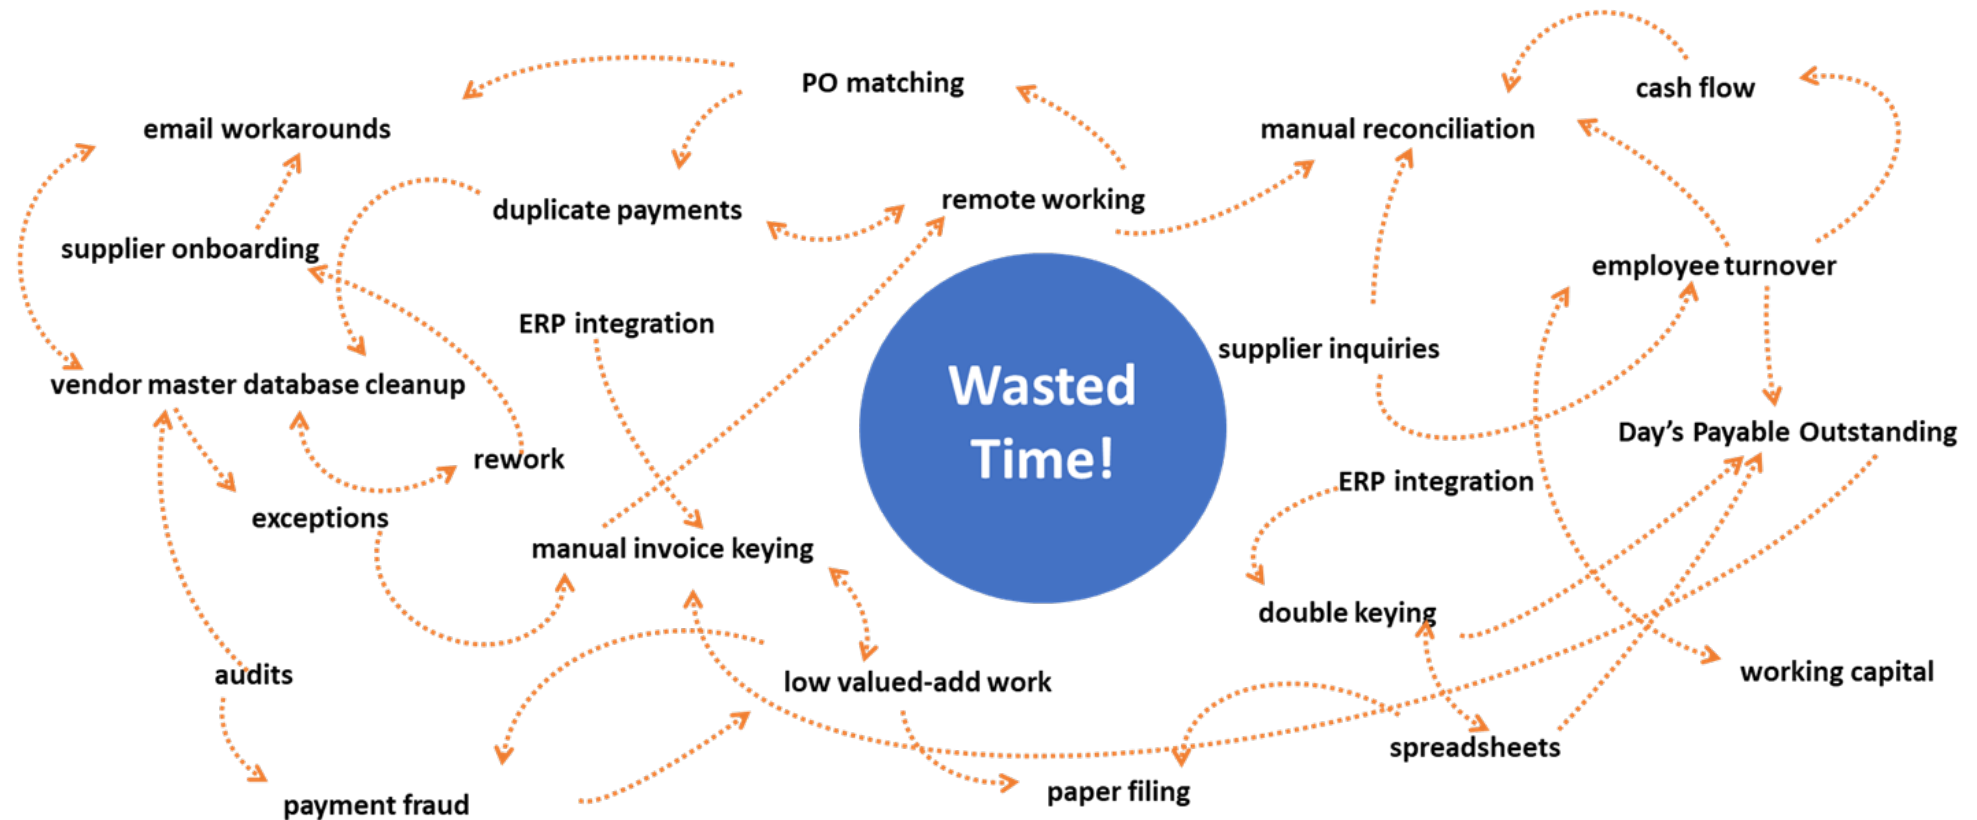 PO matching
cash flow
email workarounds
manual reconciliation
duplicate payments
remote working
supplier onboarding
employee turnover
ERP integration
supplier inquiries
vendor master database cleanup
Wasted
Time!
Day's Payable Outstanding
rework
ERP integration
exceptions
manual invoice keying
double keying
audits
low valued-add work
working capital
spreadsheets
paper filing
payment fraud